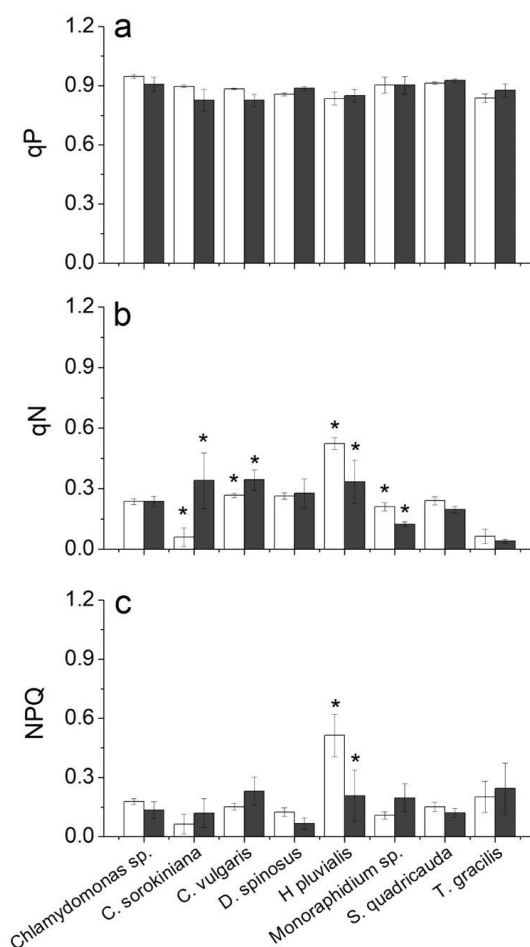 a
qP
1.2
0.9
0.6
0.3
0.0
b
qN
1.2
0.9
0.6
0.3
0.0
* * * * * * * *
c
NPQ
1.2
0.9
0.6
0.3
0.0
* *
Chlamydomonas sp.
C. sorokiniana
C. vulgaris
D. spinosus
H pluvialis
Monoraphidium sp.
S. quadricauda
T. gracilis